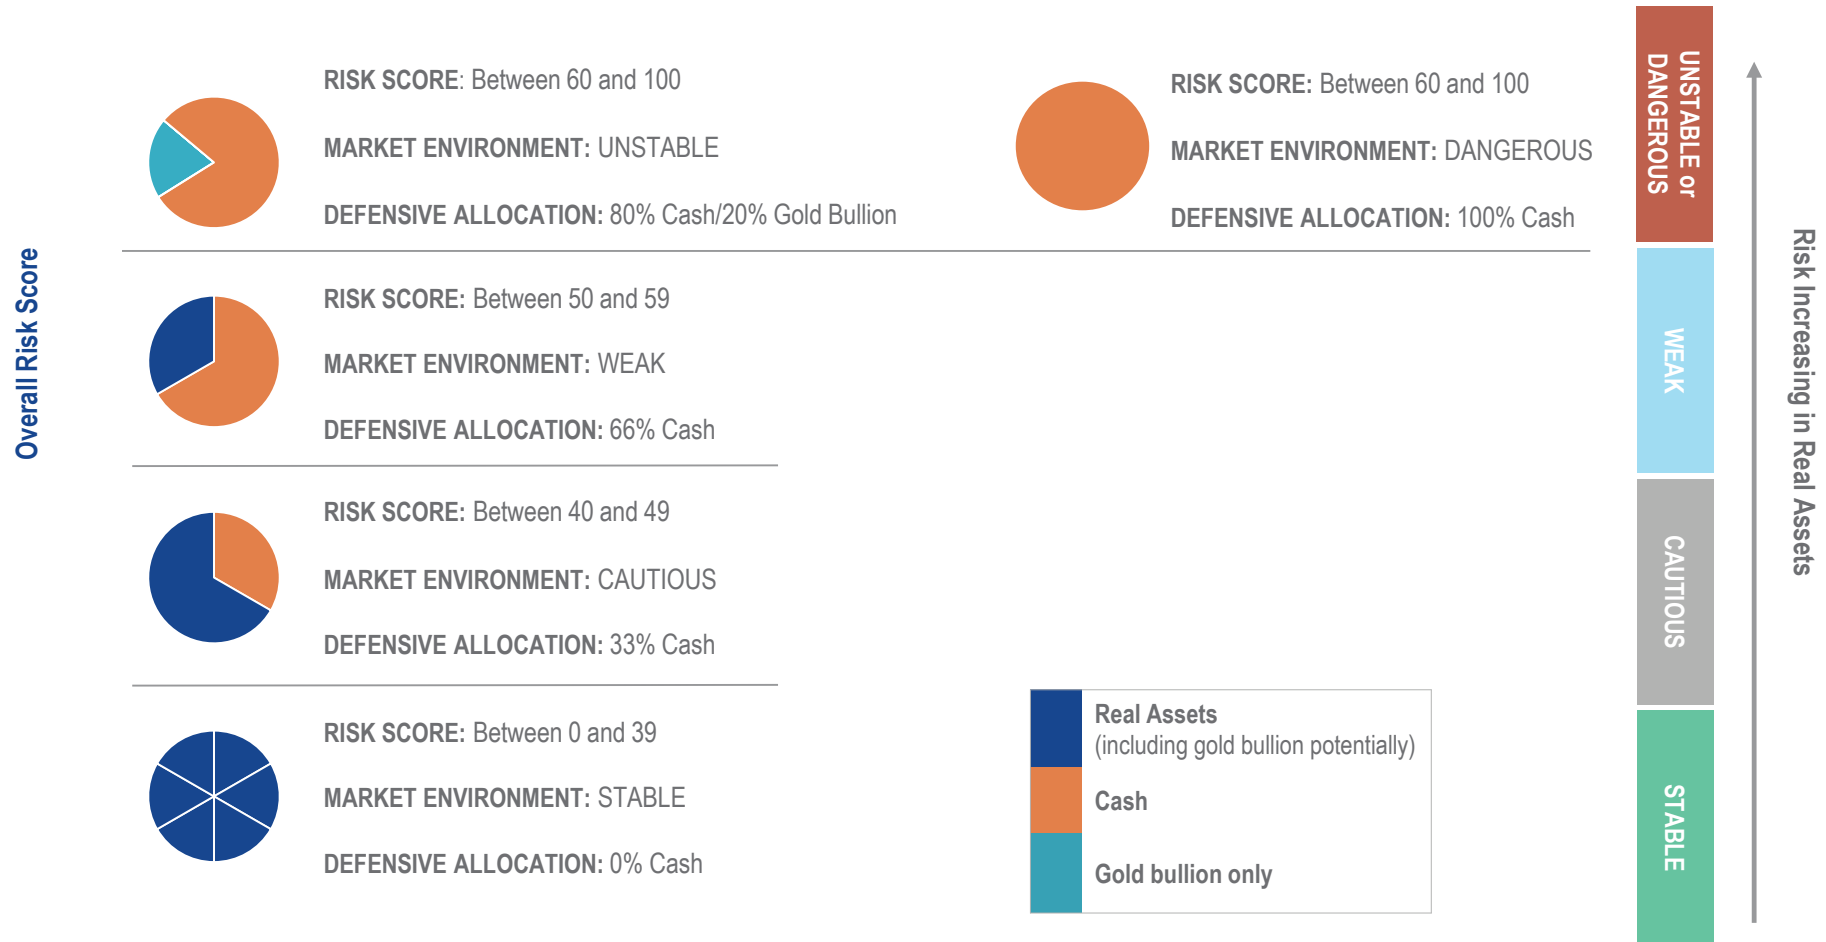 Overall Risk Score
RISK SCORE: Between 60 and 100
MARKET ENVIRONMENT: UNSTABLE
DEFENSIVE ALLOCATION: 80% Cash/20% Gold Bullion
RISK SCORE: Between 60 and 100
MARKET ENVIRONMENT: DANGEROUS
DEFENSIVE ALLOCATION: 100% Cash
RISK SCORE: Between 50 and 59
MARKET ENVIRONMENT: WEAK
DEFENSIVE ALLOCATION: 66% Cash
RISK SCORE: Between 40 and 49
MARKET ENVIRONMENT: CAUTIOUS
DEFENSIVE ALLOCATION: 33% Cash
RISK SCORE: Between 0 and 39
MARKET ENVIRONMENT: STABLE
DEFENSIVE ALLOCATION: 0% Cash
Real Assets
(including gold bullion potentially)
Cash
Gold bullion only
UNSTABLE or
DANGEROUS
WEAK
CAUTIOUS
STABLE
Risk Increasing in Real Assets